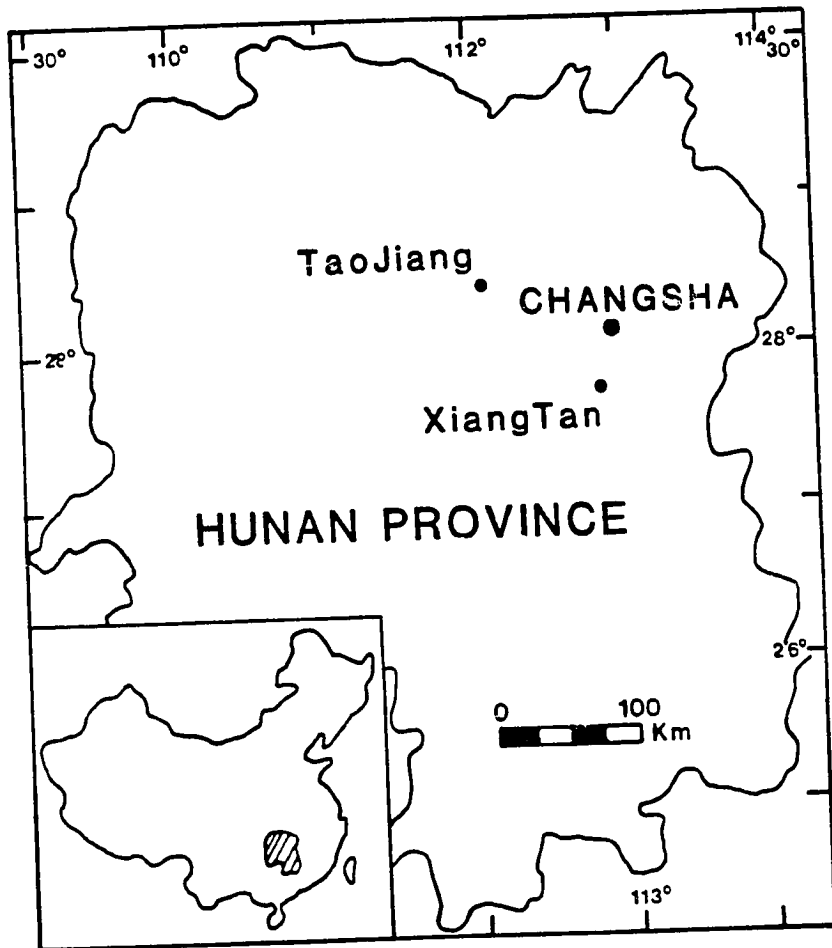 30° 110° 112° 114° 30°
TaoJiang
CHANGSHA
28° 28°
XiangTan
HUNAN PROVINCE
26°
0 100
Km
113°